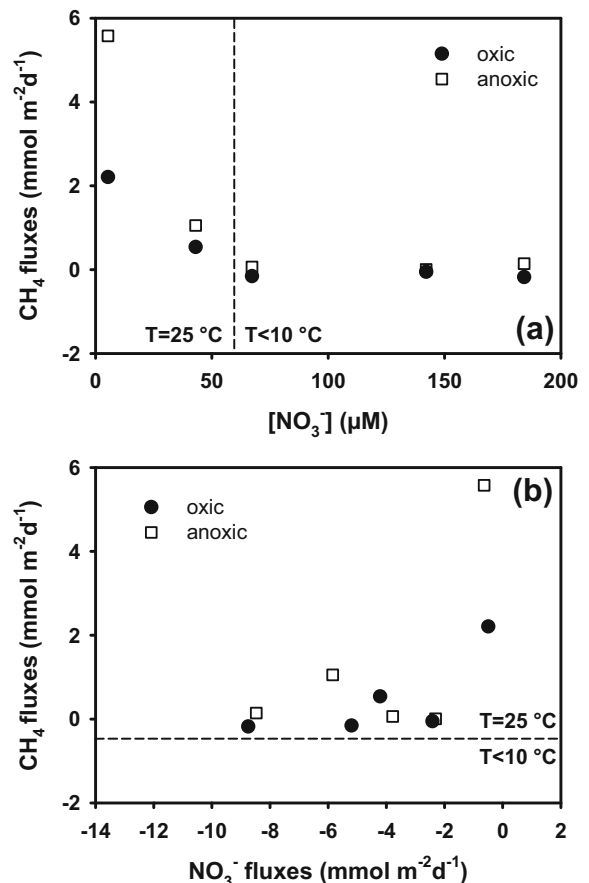 6
4
2
0
-2
CH₄ fluxes (mmol m⁻²d⁻¹)
oxic
anoxic
T=25 °C
T<10 °C
(a)
0
50
100
150
200
[NO₃⁻] (µM)
6
4
2
0
-2
CH₄ fluxes (mmol m⁻²d⁻¹)
(b)
oxic
anoxic
T=25 °C
T<10 °C
-14
-12
-10
-8
-6
-4
-2
0
2
NO₃⁻ fluxes (mmol m⁻²d⁻¹)